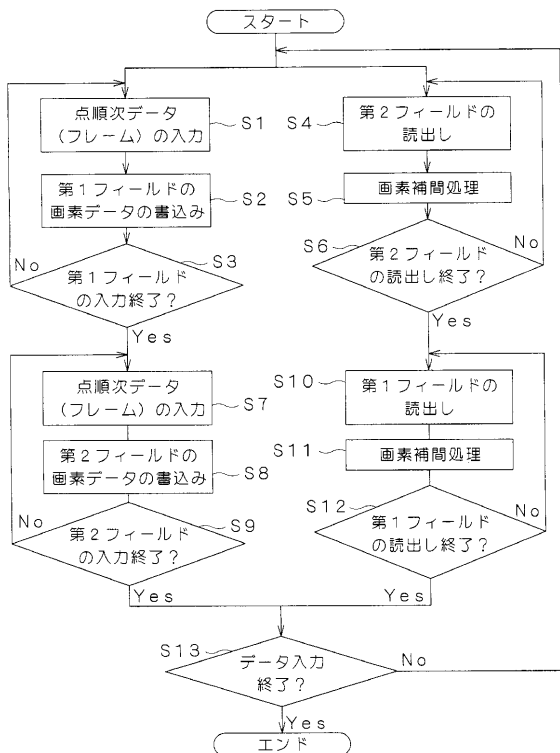 スタート
点順次データ
(フレーム)の入力
S1
第1フィールドの
画素データの書込み
S2
S3
No
第1フィールド
の入力終了?
Yes
第2フィールドの
読出し
S4
画素補間処理
S5
S6
第2フィールド
の読出し終了?
No
Yes
点順次データ
(フレーム)の入力
S7
第2フィールドの
画素データの書込み
S8
S9
No
第2フィールド
の入力終了?
Yes
S10
第1フィールドの
読出し
S11
画素補間処理
S12
第1フィールド
の読出し終了?
No
Yes
S13
データ入力
終了?
No
Yes
エンド